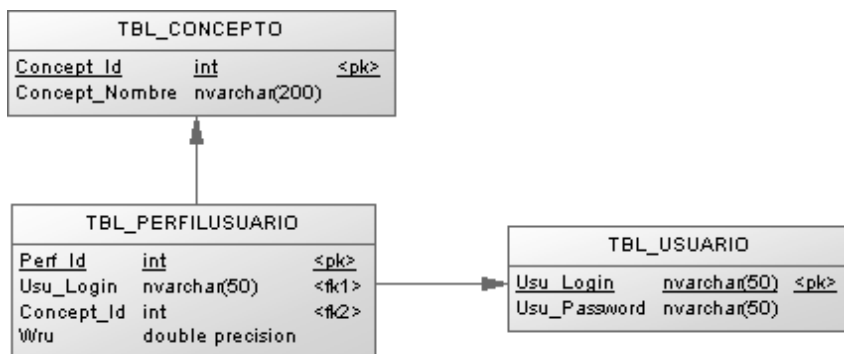 TBL_CONCEPTO
Concept_Id int <pk>
Concept_Nombre nvarchar(200)
TBL_PERFILUSUARIO
Perf_Id int <pk>
Usu_Login nvarchar(50) <fk1>
Concept_Id int <fk2>
Wru double precision
TBL_USUARIO
Usu_Login nvarchar(50) <pk>
Usu_Password nvarchar(50)